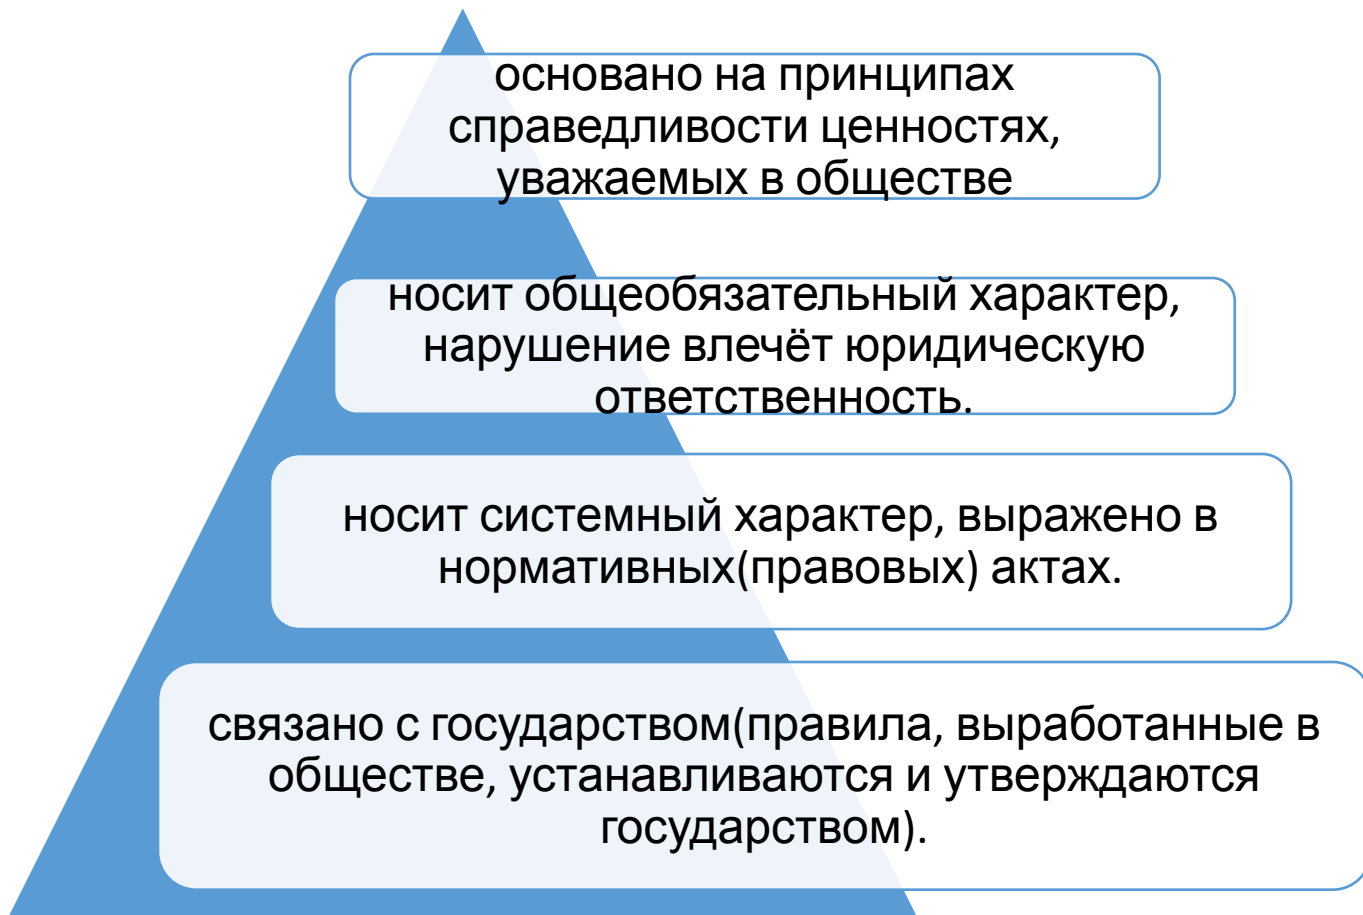 основано на принципах
справедливости ценностях,
уважаемых в обществе
носит общеобязательный характер,
нарушение влечёт юридическую
ответственность.
носит системный характер, выражено в
нормативных(правовых) актах.
связано с государством(правила, выработанные в
обществе, устанавливаются и утверждаются
государством).